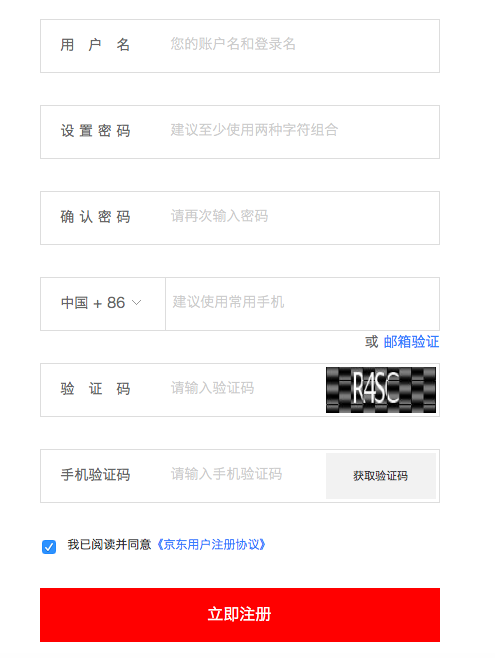 用户名 您的账户名和登录名
设置密码 建议至少使用两种字符组合
确认密码 请再次输入密码
中国 + 86 建议使用常用手机
或 邮箱验证
验证码 请输入验证码 R4SC
手机验证码 请输入手机验证码 获取验证码
我已阅读并同意《京东用户注册协议》
立即注册